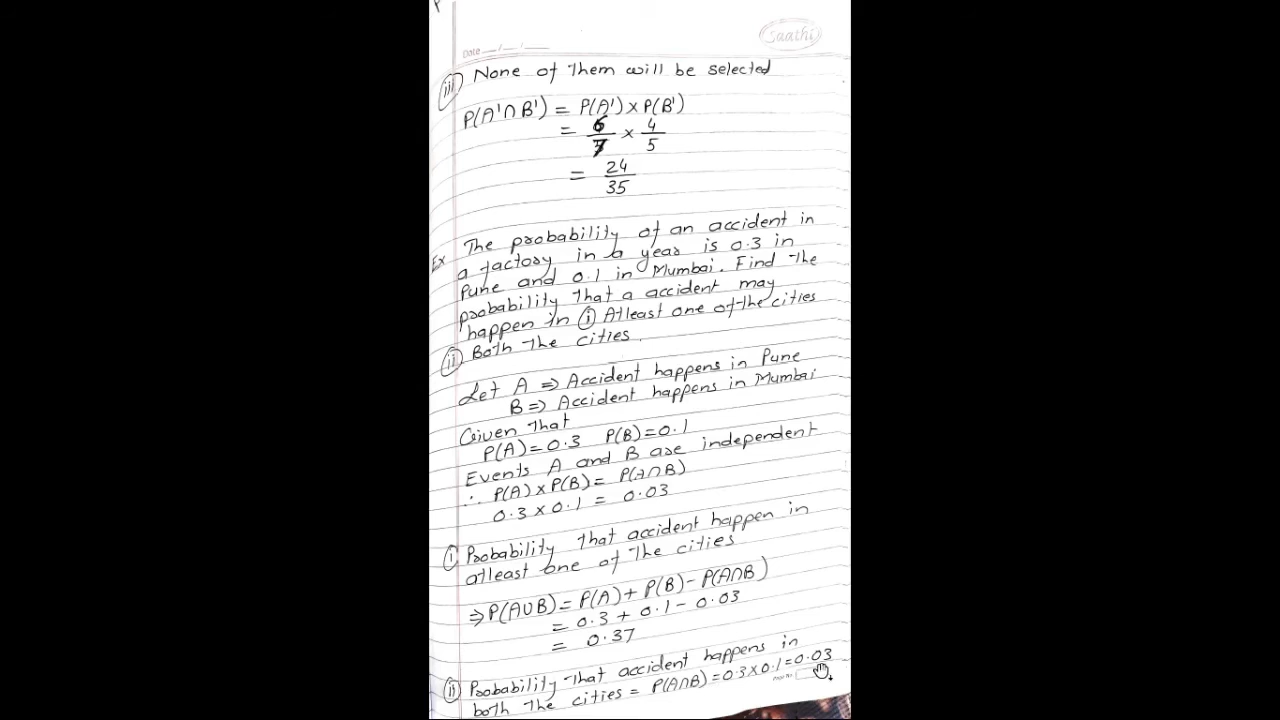 Saathi
Date __/__/____
(iii) None of them will be selected
P(A'∩B') = P(A') × P(B')
= 6/7 × 4/5
= 24/35
Ex The probability of an accident in
a factory in a year is 0.3 in
Pune and 0.1 in Mumbai. Find the
probability that a accident may
happen in (i) Atleast one of the cities
(ii) Both the cities.
Let A => Accident happens in Pune
B => Accident happens in Mumbai
Given that
P(A) = 0.3 P(B) = 0.1
Events A and B are independent
∴ P(A) × P(B) = P(A∩B)
0.3 × 0.1 = 0.03
(i) Probability that accident happen in
atleast one of the cities
⇒ P(A∪B) = P(A) + P(B) - P(A∩B)
= 0.3 + 0.1 - 0.03
= 0.37
(ii) Probability that accident happens in
both the cities = P(A∩B) = 0.3 × 0.1 = 0.03